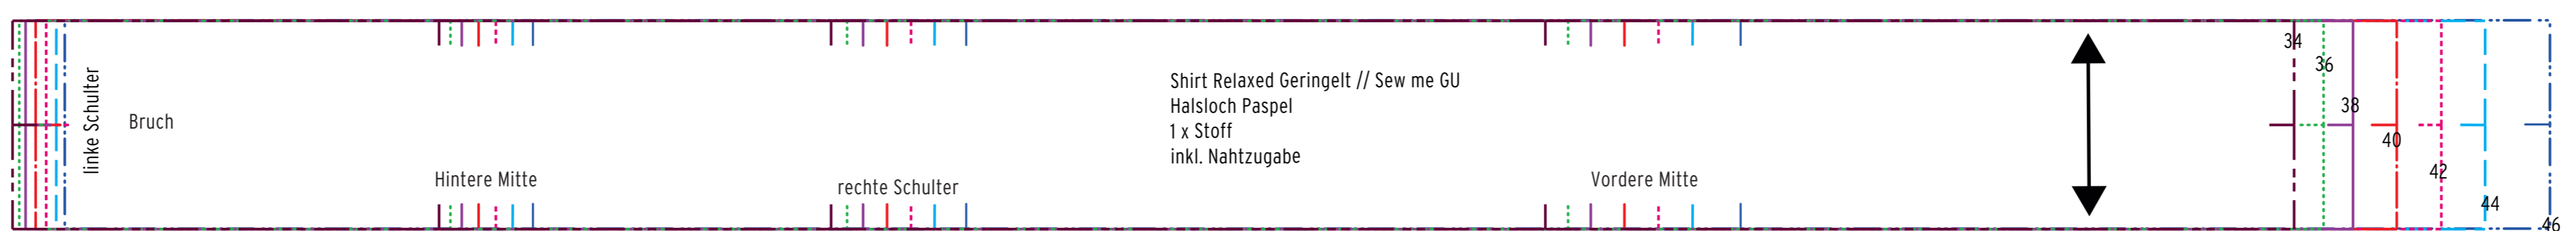 linke Schulter
Bruch
Hintere Mitte
rechte Schulter
Shirt Relaxed Geringelt // Sew me GU
Halsloch Paspel
1 x Stoff
inkl. Nahtzugabe
Vordere Mitte
34
36
38
40
42
44
46